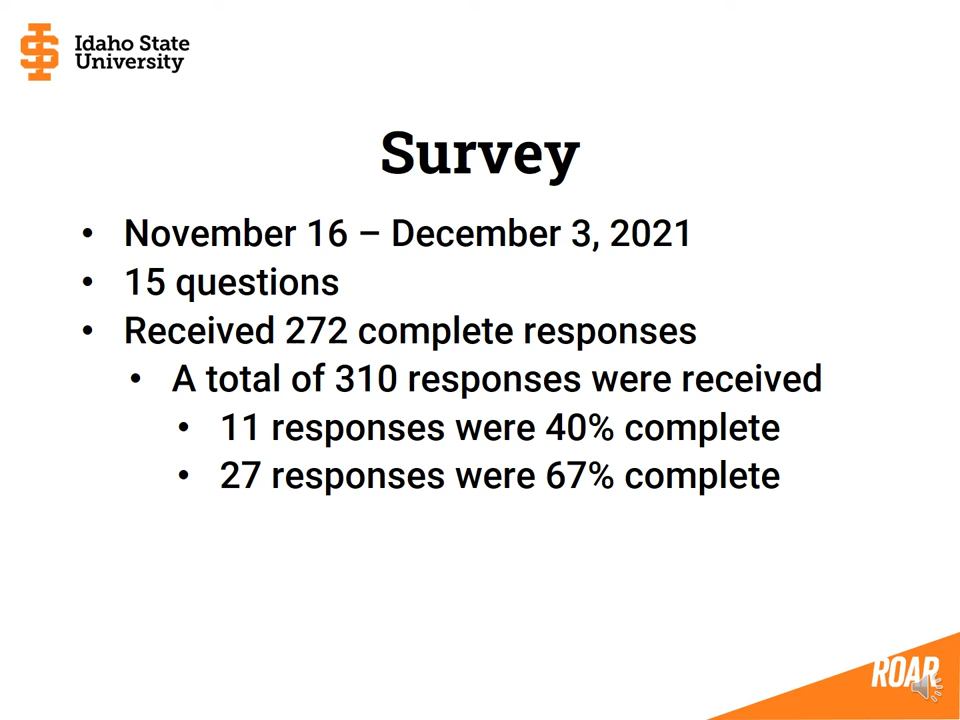 Idaho State
University
Survey
• November 16 – December 3, 2021
• 15 questions
• Received 272 complete responses
• A total of 310 responses were received
• 11 responses were 40% complete
• 27 responses were 67% complete
ROAR